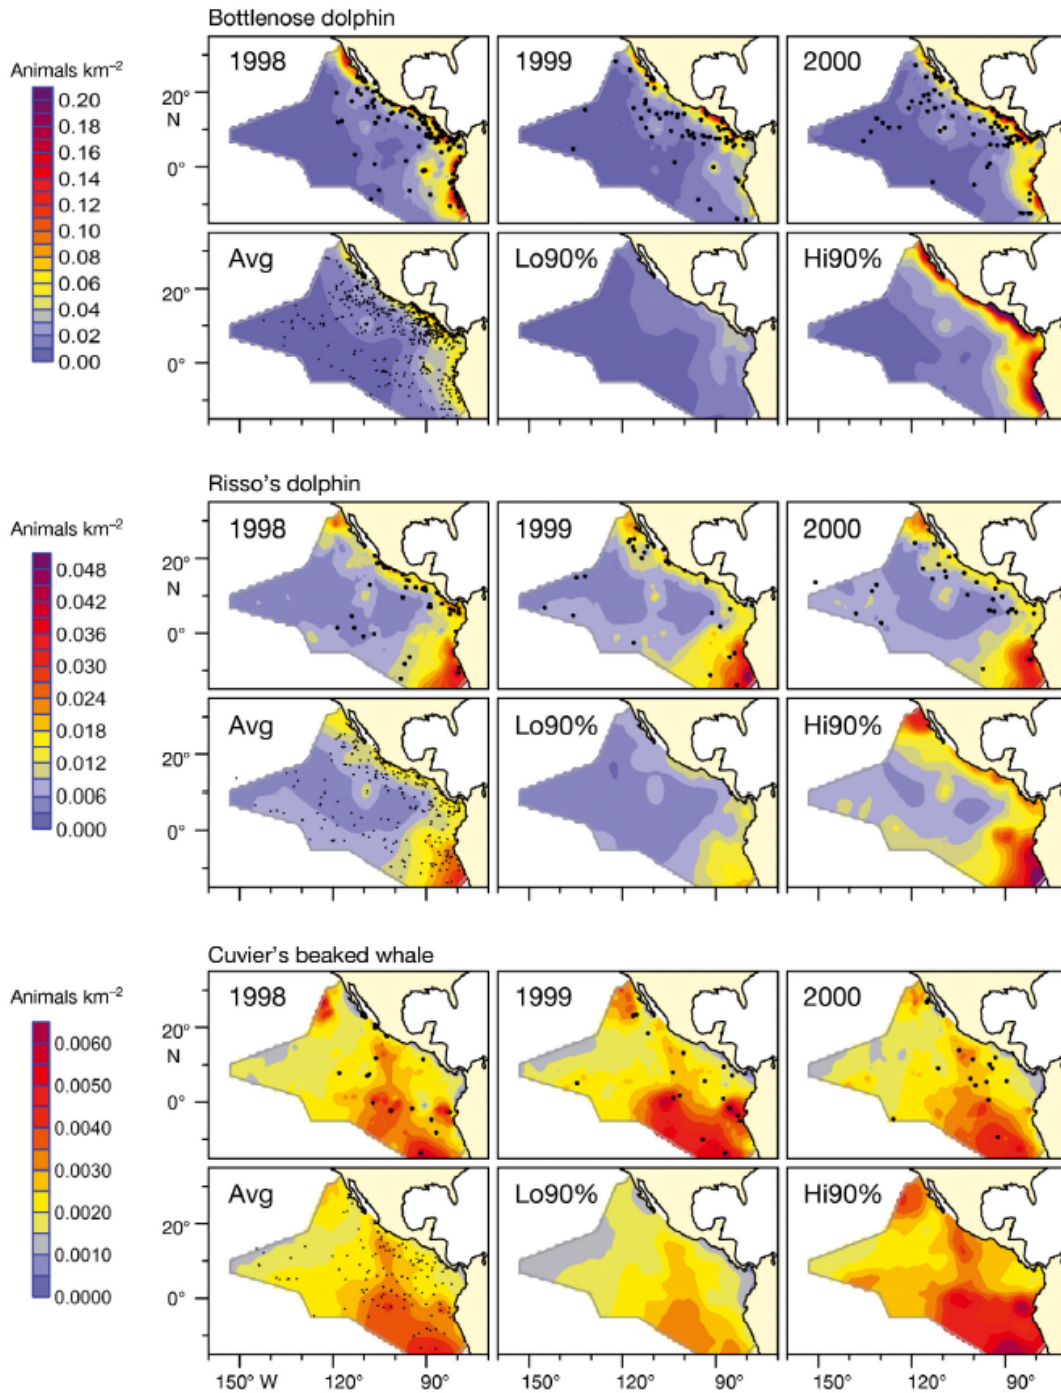 Bottlenose dolphin
Animals km⁻²
0.20
0.18
0.16
0.14
0.12
0.10
0.08
0.06
0.04
0.02
0.00
1998
1999
2000
20°
N
0°
Avg
Lo90%
Hi90%
20°
0°
Risso's dolphin
Animals km⁻²
0.048
0.042
0.036
0.030
0.024
0.018
0.012
0.006
0.000
1998
1999
2000
20°
N
0°
Avg
Lo90%
Hi90%
20°
0°
Cuvier's beaked whale
Animals km⁻²
0.0060
0.0050
0.0040
0.0030
0.0020
0.0010
0.0000
1998
1999
2000
20°
N
0°
Avg
Lo90%
Hi90%
20°
0°
150° W 120° 90° 150° 120° 90° 150° 120° 90°